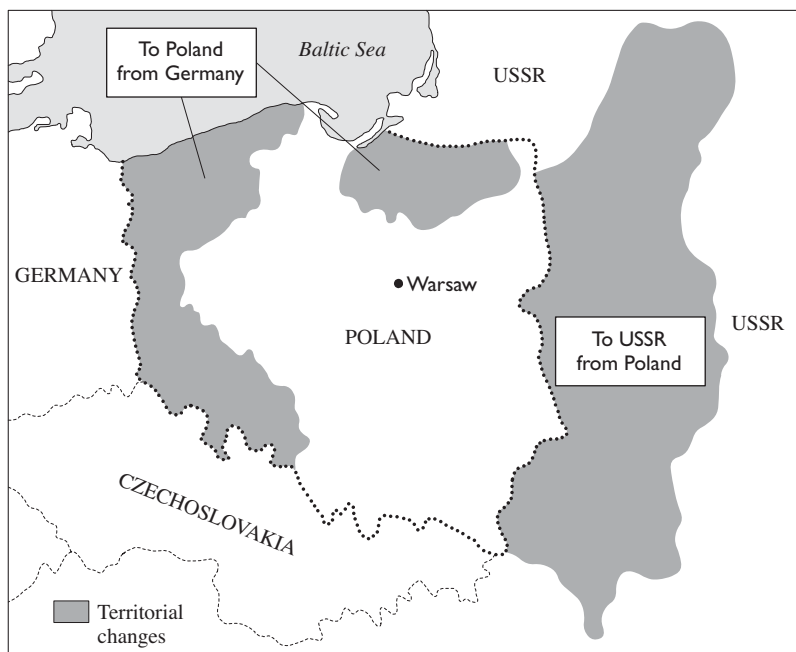 To Poland
from Germany
Baltic Sea
USSR
GERMANY
Warsaw
POLAND
To USSR
from Poland
USSR
CZECHOSLOVAKIA
Territorial
changes